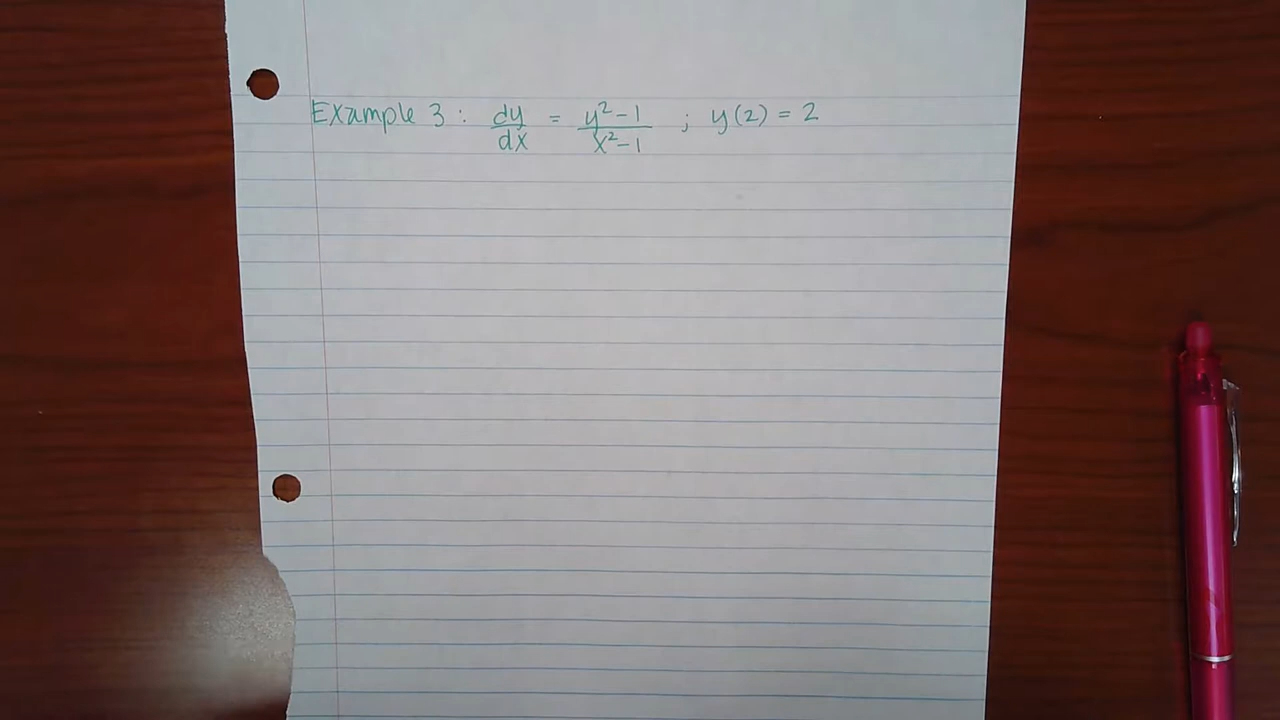 Example 3 : dy/dx = y²-1/x²-1 ; y(2) = 2